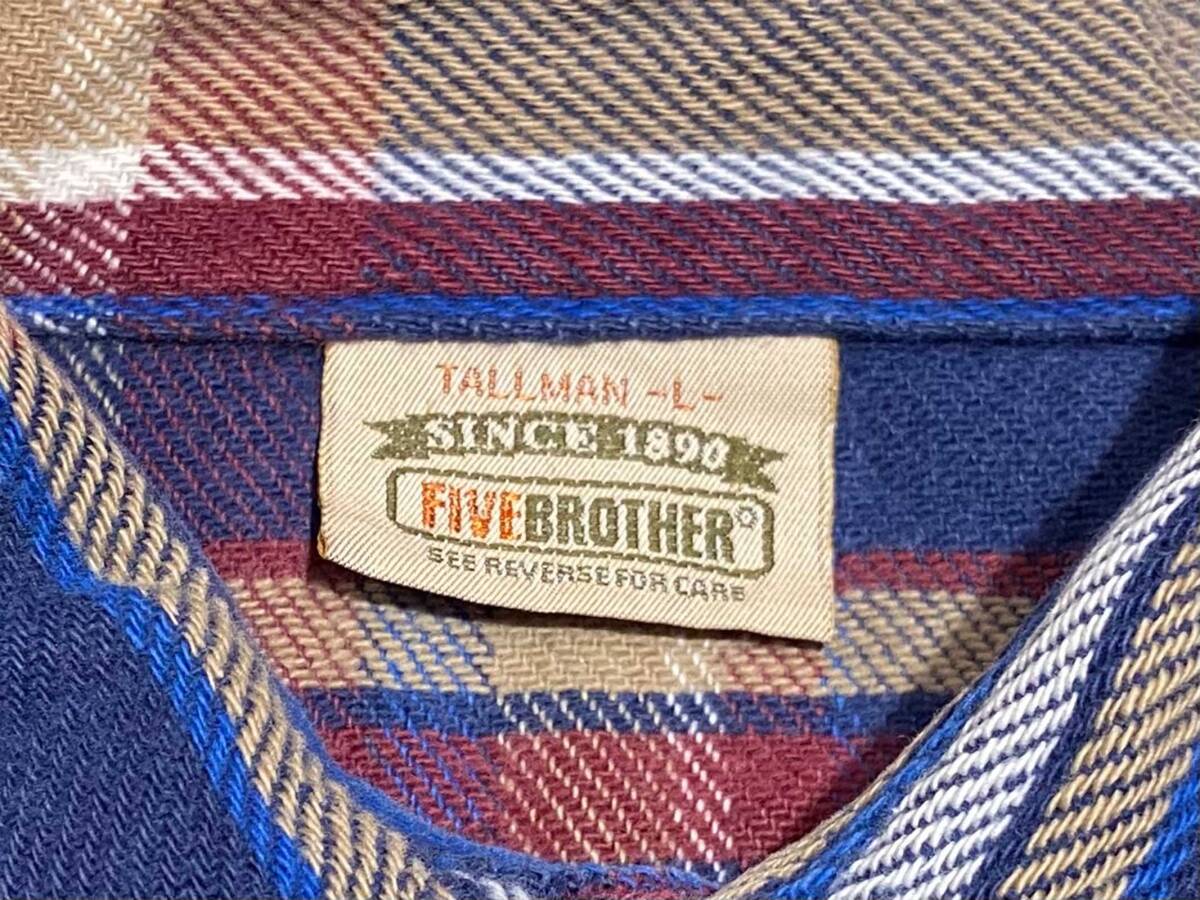 TALLMAN -L-
SINCE 1890
FIVEBROTHER®
SEE REVERSE FOR CARE